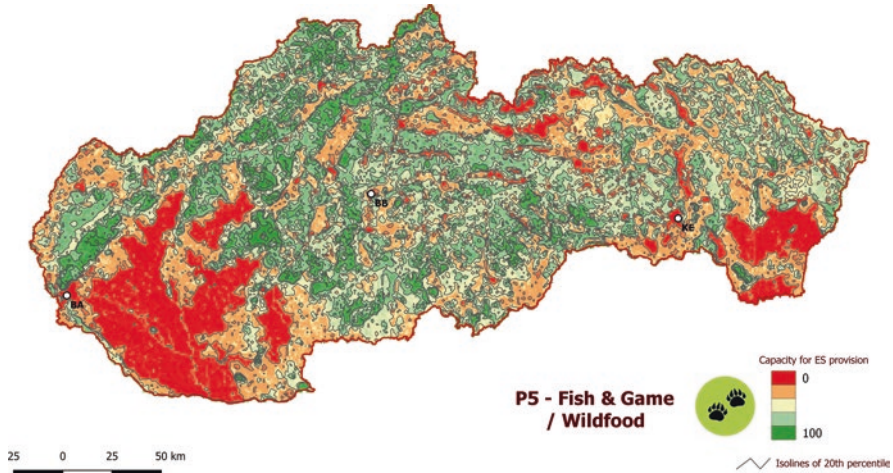 BB
KE
BA
Capacity for ES provision
0
100
P5 - Fish & Game
/ Wildfood
Isolines of 20th percentile
25 0 25 50 km